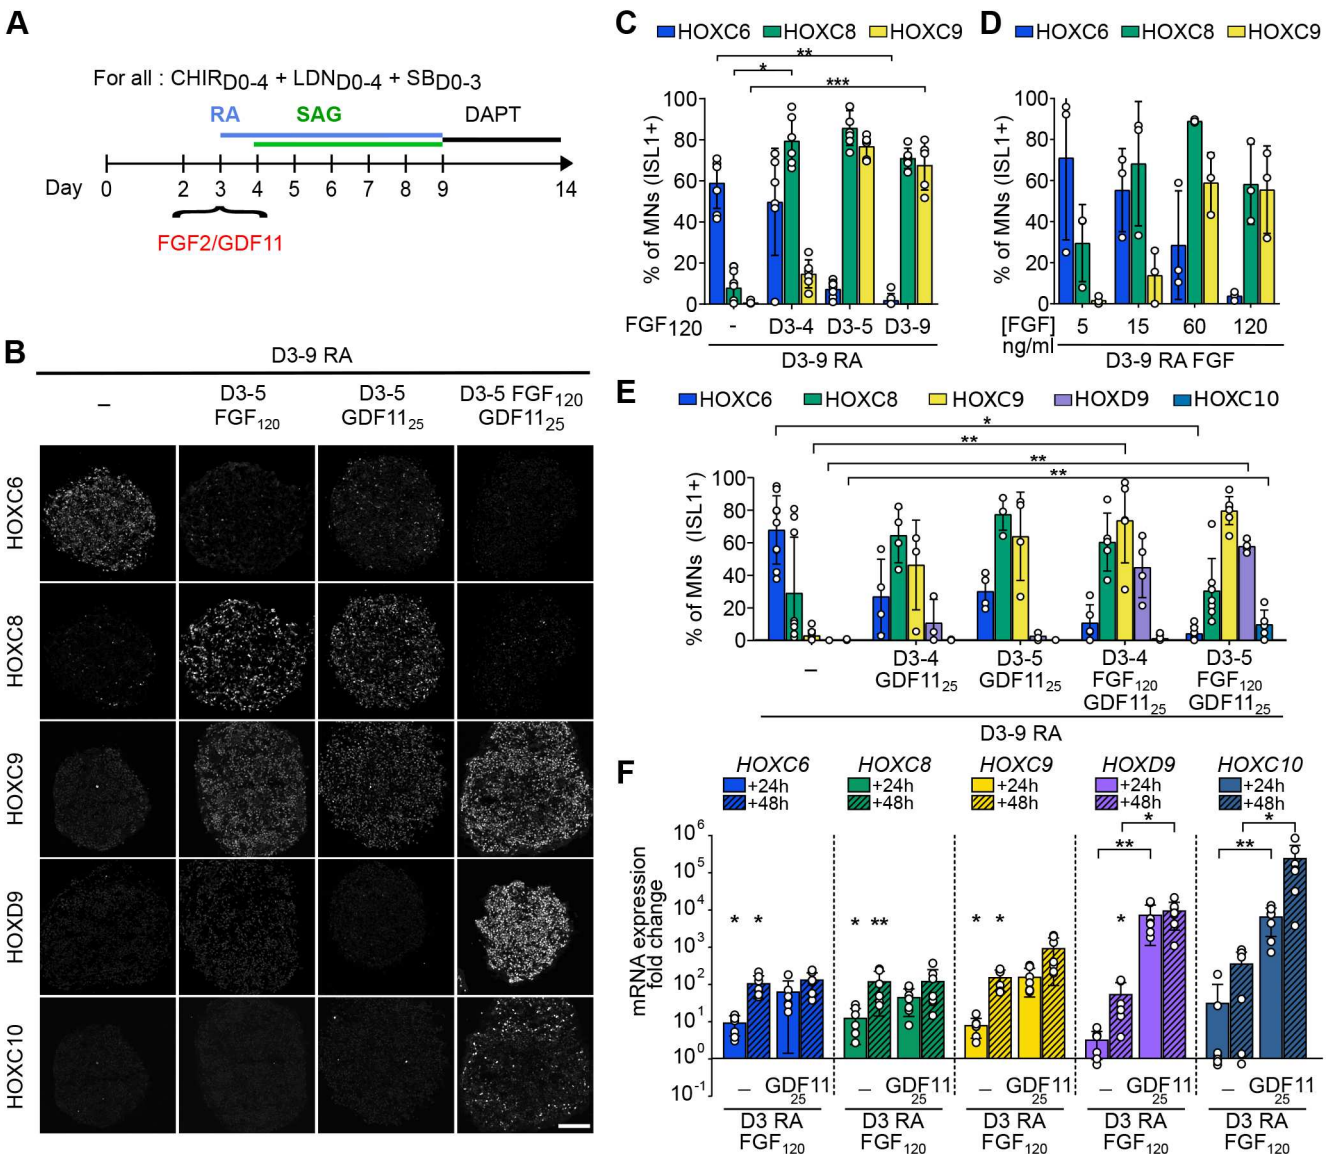 A
For all : CHIRD0-4 + LDND0-4 + SBD0-3
RA SAG DAPT
Day 0 2 3 4 5 6 7 8 9 14
FGF2/GDF11
B
D3-9 RA
– D3-5 FGF120 D3-5 GDF1125 D3-5 FGF120 GDF1125
HOXC6
HOXC8
HOXC9
HOXD9
HOXC10
C
HOXC6 HOXC8 HOXC9
**
*
***
% of MNs (ISL1+)
100
80
60
40
20
0
FGF120 - D3-4 D3-5 D3-9
D3-9 RA
D
HOXC6 HOXC8 HOXC9
% of MNs (ISL1+)
100
80
60
40
20
0
[FGF] ng/ml 5 15 60 120
D3-9 RA FGF
E
HOXC6 HOXC8 HOXC9 HOXD9 HOXC10
*
**
**
**
% of MNs (ISL1+)
100
80
60
40
20
0
– D3-4 GDF1125 D3-5 GDF1125 D3-4 FGF120 GDF1125 D3-5 FGF120 GDF1125
D3-9 RA
F
HOXC6 HOXC8 HOXC9 HOXD9 HOXC10
+24h +24h +24h +24h +24h
+48h +48h +48h +48h +48h
* *
** **
* * * ** * * *
mRNA expression
fold change
10^6
10^5
10^4
10^3
10^2
10^1
10^0
10^-1
– GDF11 – GDF11 – GDF11 – GDF11 – GDF11
25 25 25 25 25
D3 RA D3 RA D3 RA D3 RA D3 RA
FGF120 FGF120 FGF120 FGF120 FGF120